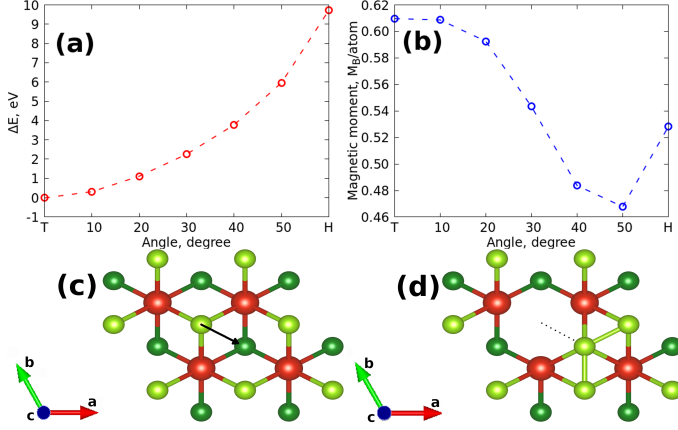 (a)
ΔE, eV
10
9
8
7
6
5
4
3
2
1
0
-1
T 10 20 30 40 50 H
Angle, degree
(b)
Magnetic moment, M_B/atom
0.62
0.60
0.58
0.56
0.54
0.52
0.50
0.48
0.46
T 10 20 30 40 50 H
Angle, degree
(c)
b
a
c
(d)
b
a
c